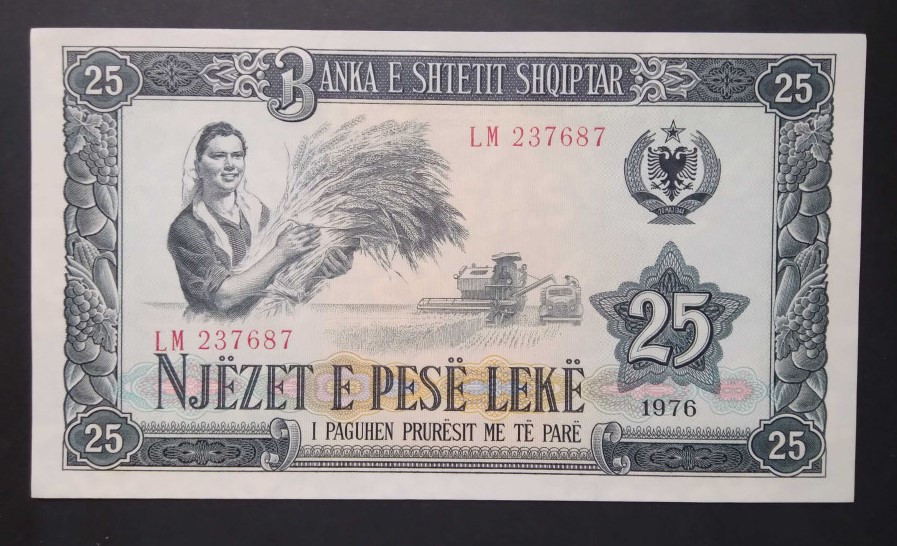 25 BANKA E SHTETIT SHQIPTAR 25
LM 237687
LM 237687
25
NJËZET E PESË LEKË
1976
I PAGUHEN PRURËSIT ME TË PARË
25 25